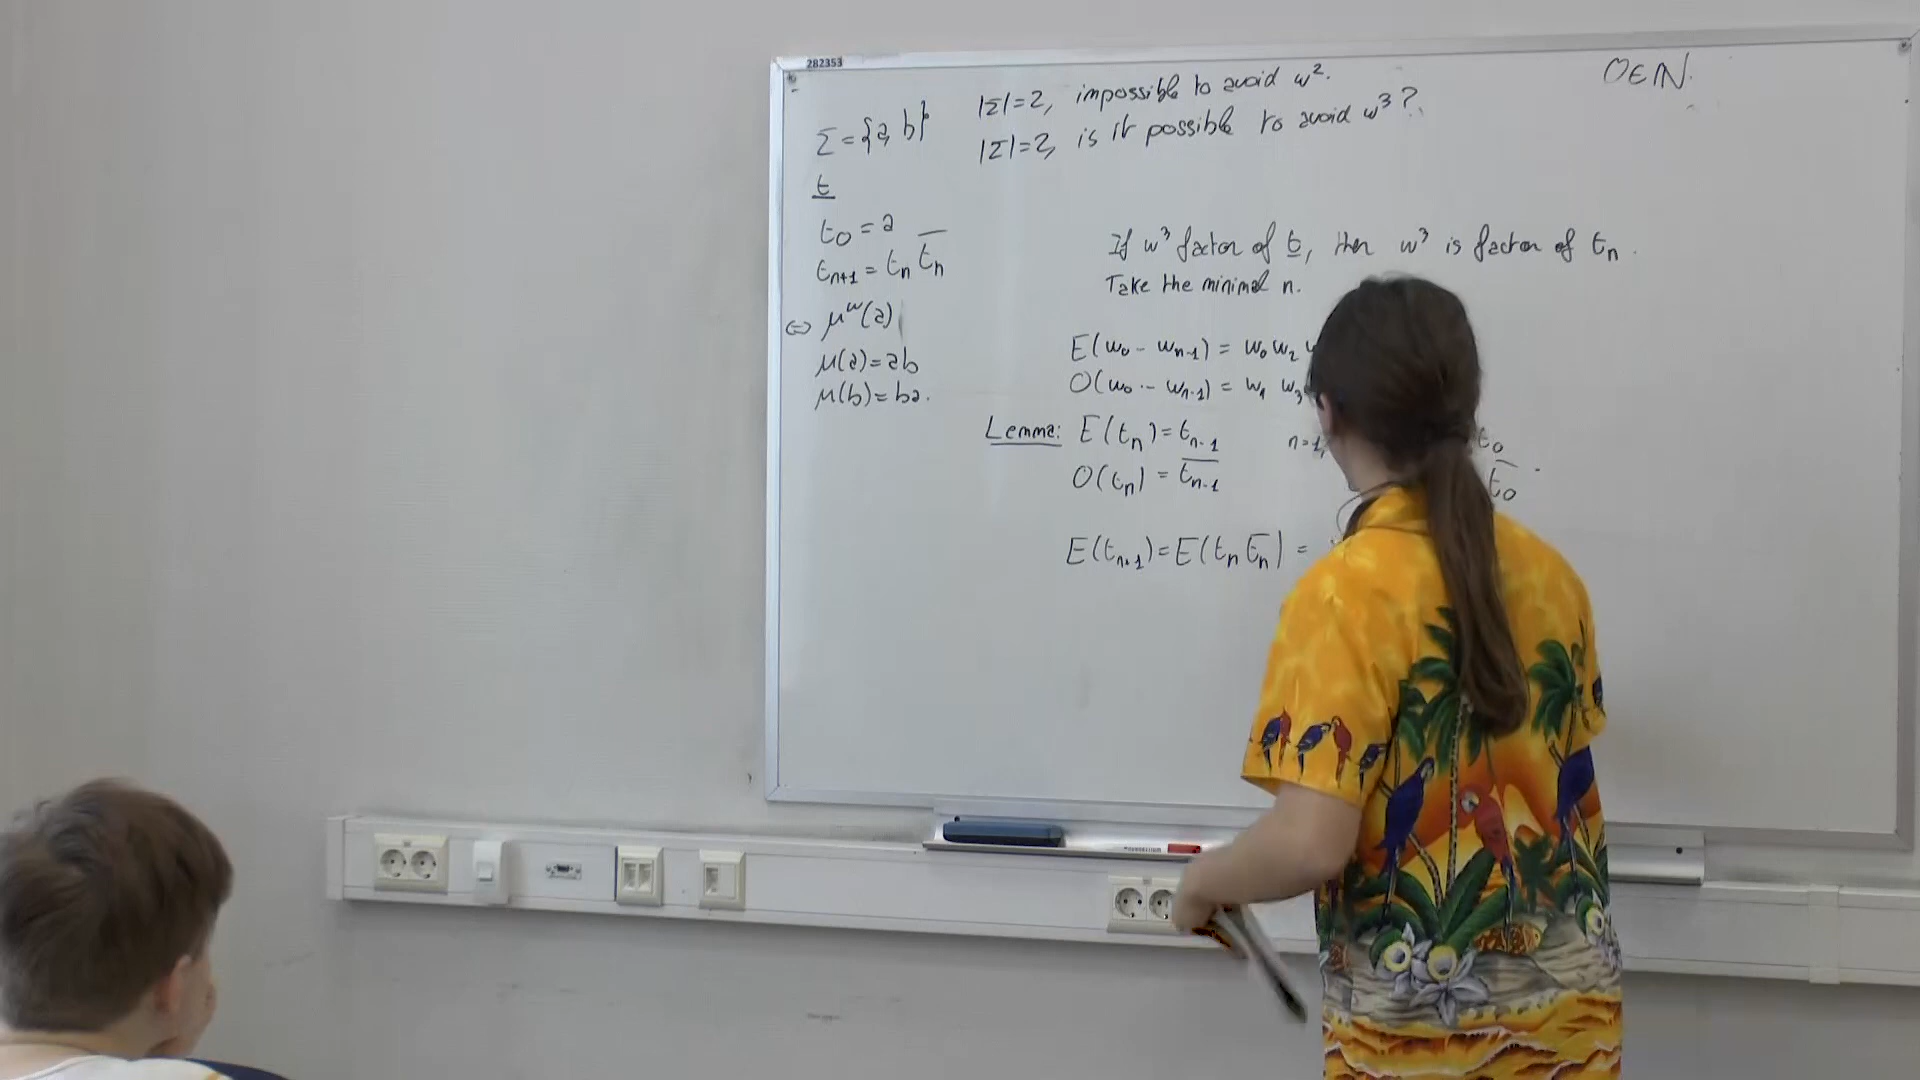 282353
Σ={a,b}
|Σ|=2, impossible to avoid w².
|Σ|=2, is it possible to avoid w³?
0∈ℕ.
t
t₀=a
tₙ₊₁=tₙ t̅ₙ
⇔ μ^ω(a)
μ(a)=ab
μ(b)=ba.
If w³ factor of t, then w³ is factor of tₙ.
Take the minimal n.
E(w₀ - wₙ₋₁) = w₀ w₂
O(w₀ -- wₙ₋₁) = w₁ w₃
Lemma: E(tₙ)=tₙ₋₁
n=1, t₀
O(tₙ) = t̅ₙ₋₁
t̅₀.
E(tₙ₊₁)=E(tₙ t̅ₙ) =